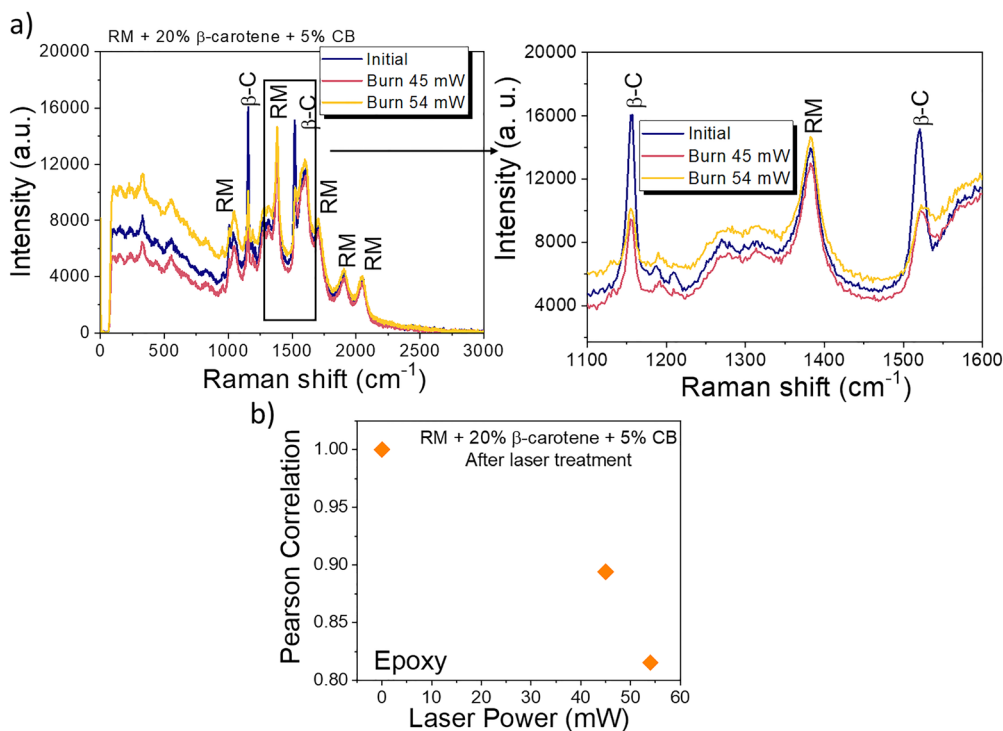 a)
RM + 20% β-carotene + 5% CB
Initial
Burn 45 mW
Burn 54 mW
β-C
RM
β-C
RM
RM
RM
RM
Intensity (a.u.)
20000
16000
12000
8000
4000
0
0
500
1000
1500
2000
2500
3000
Raman shift (cm⁻¹)
β-C
RM
β-C
Initial
Burn 45 mW
Burn 54 mW
Intensity (a. u.)
20000
16000
12000
8000
4000
1100
1200
1300
1400
1500
1600
Raman shift (cm⁻¹)
b)
RM + 20% β-carotene + 5% CB
After laser treatment
Pearson Correlation
1.00
0.95
0.90
0.85
0.80
Epoxy
0
10
20
30
40
50
60
Laser Power (mW)